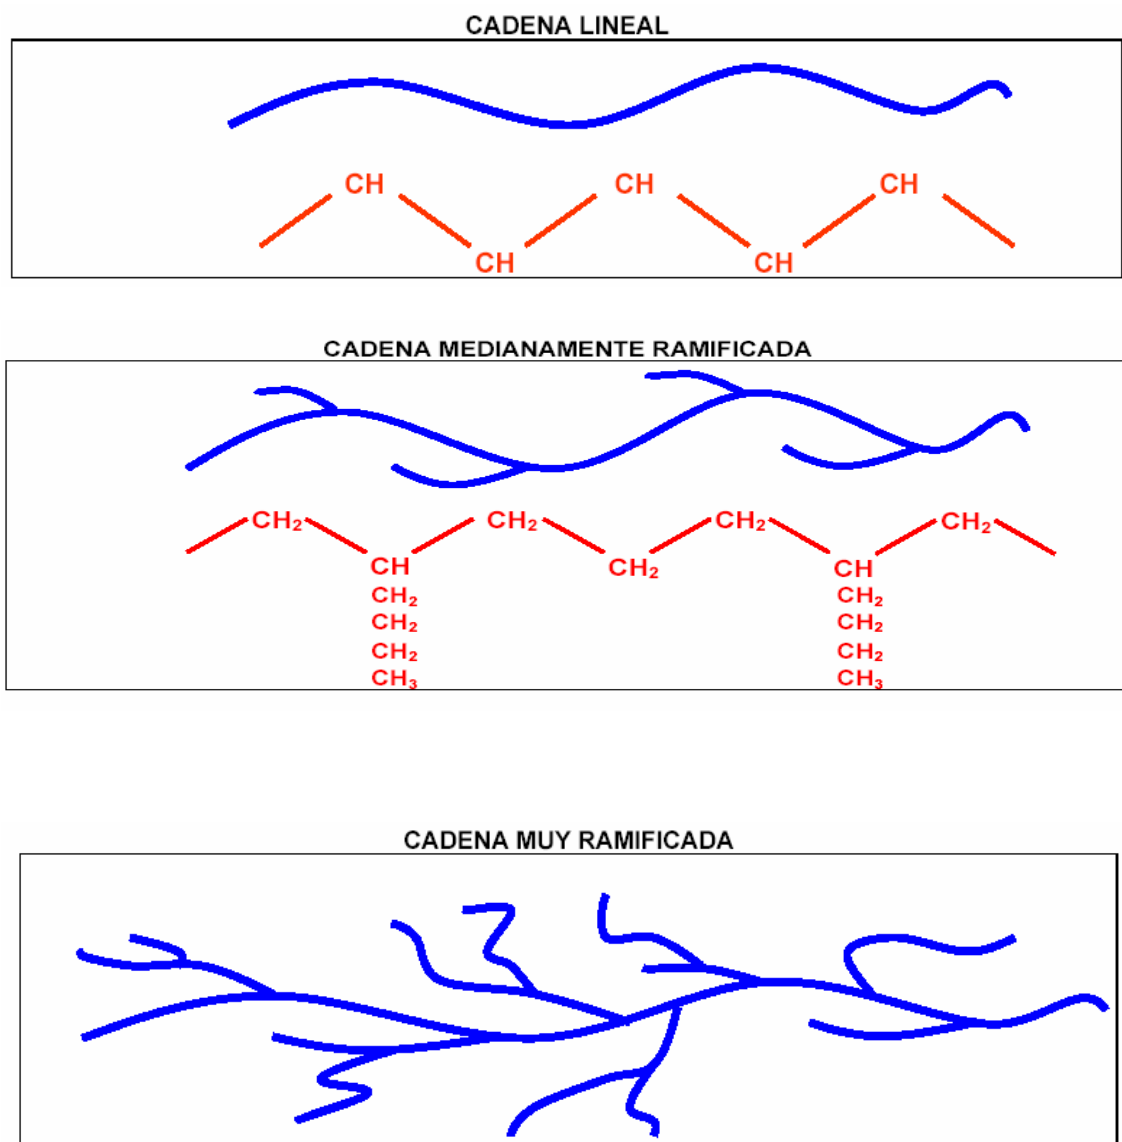 CADENA LINEAL
CH CH CH
CH CH
CADENA MEDIANAMENTE RAMIFICADA
CH₂ CH₂ CH₂ CH₂
CH CH₂ CH
CH₂ CH₂
CH₂ CH₂
CH₂ CH₂
CH₃ CH₃
CADENA MUY RAMIFICADA